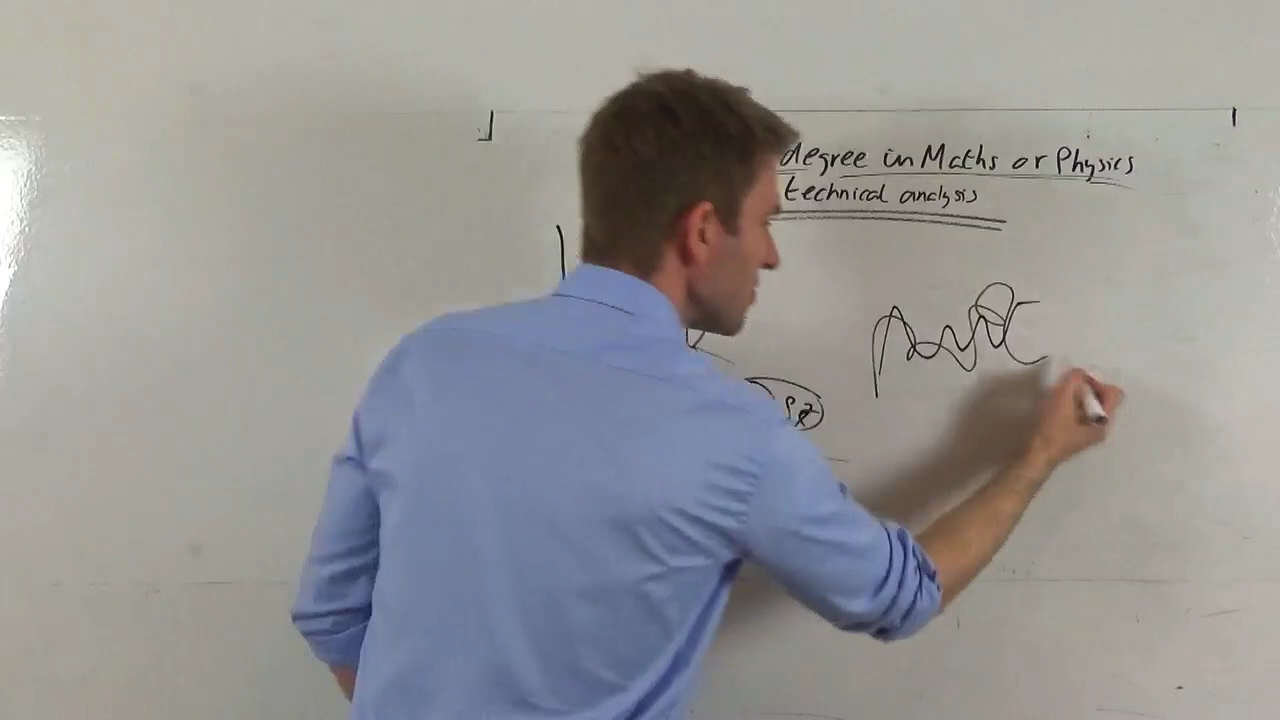 degree in Maths or Physics
technical analysis